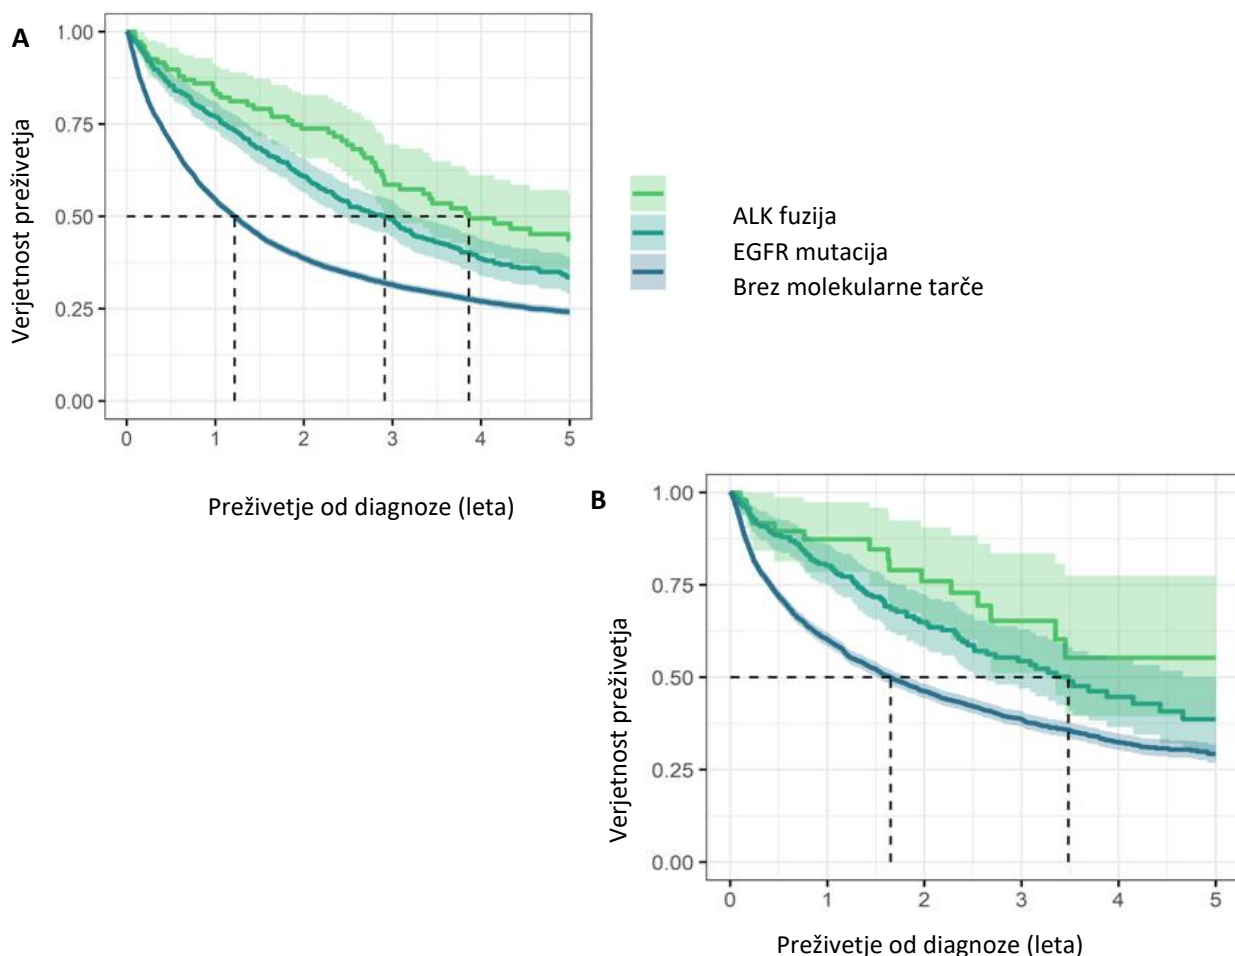 A
Verjetnost preživetja
1.00
0.75
0.50
0.25
0.00
0 1 2 3 4 5
Preživetje od diagnoze (leta)
ALK fuzija
EGFR mutacija
Brez molekularne tarče
B
Verjetnost preživetja
1.00
0.75
0.50
0.25
0.00
0 1 2 3 4 5
Preživetje od diagnoze (leta)